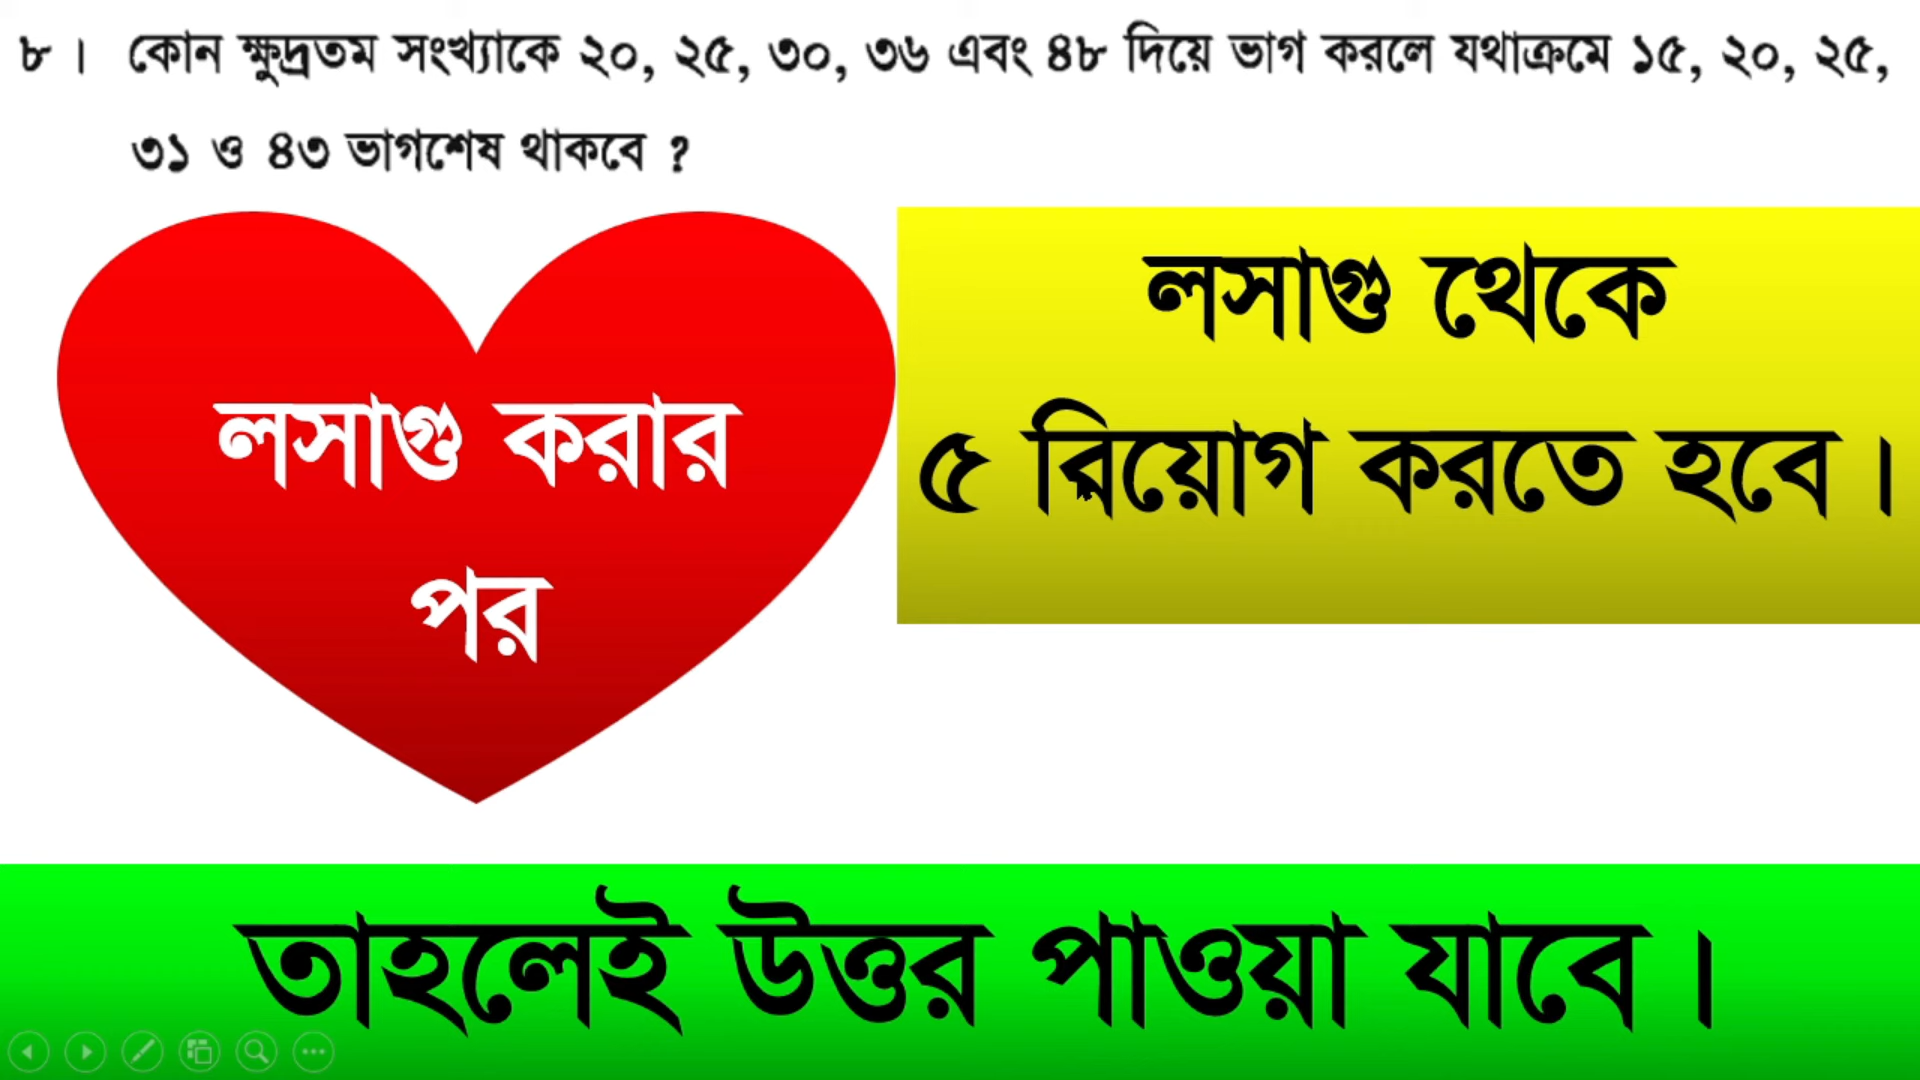 ৮। কোন ক্ষুদ্রতম সংখ্যাকে ২০, ২৫, ৩০, ৩৬ এবং ৪৮ দিয়ে ভাগ করলে যথাক্রমে ১৫, ২০, ২৫,
৩১ ও ৪৩ ভাগশেষ থাকবে ?
লসাগু করার
পর
লসাগু থেকে
৫ বিয়োগ করতে হবে।
তাহলেই উত্তর পাওয়া যাবে।